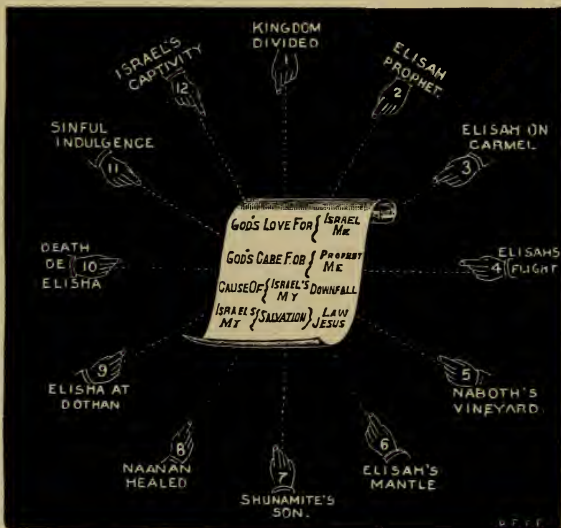 KINGDOM
DIVIDED
1
ELISAH
PROPHET.
2
ELISAH ON
CARMEL
3
ELISAHS
FLIGHT
4
5
NABOTH'S
VINEYARD.
6
ELISAH'S
MANTLE
7
SHUNAMITE'S
SON.
8
NAANAN
HEALED
9
ELISHA AT
DOTHAN
DEATH
DE
ELISHA
10
SINFUL
INDULGENCE
11
ISRAEL'S
CAPTIVITY
12
GOD'S LOVE FOR { ISRAEL
ME
GOD'S CARE FOR { PROPHET
ME
CAUSE OF { ISRAEL'S DOWNFALL
MY
ISRAELS { SALVATION } LAW
MY JESUS